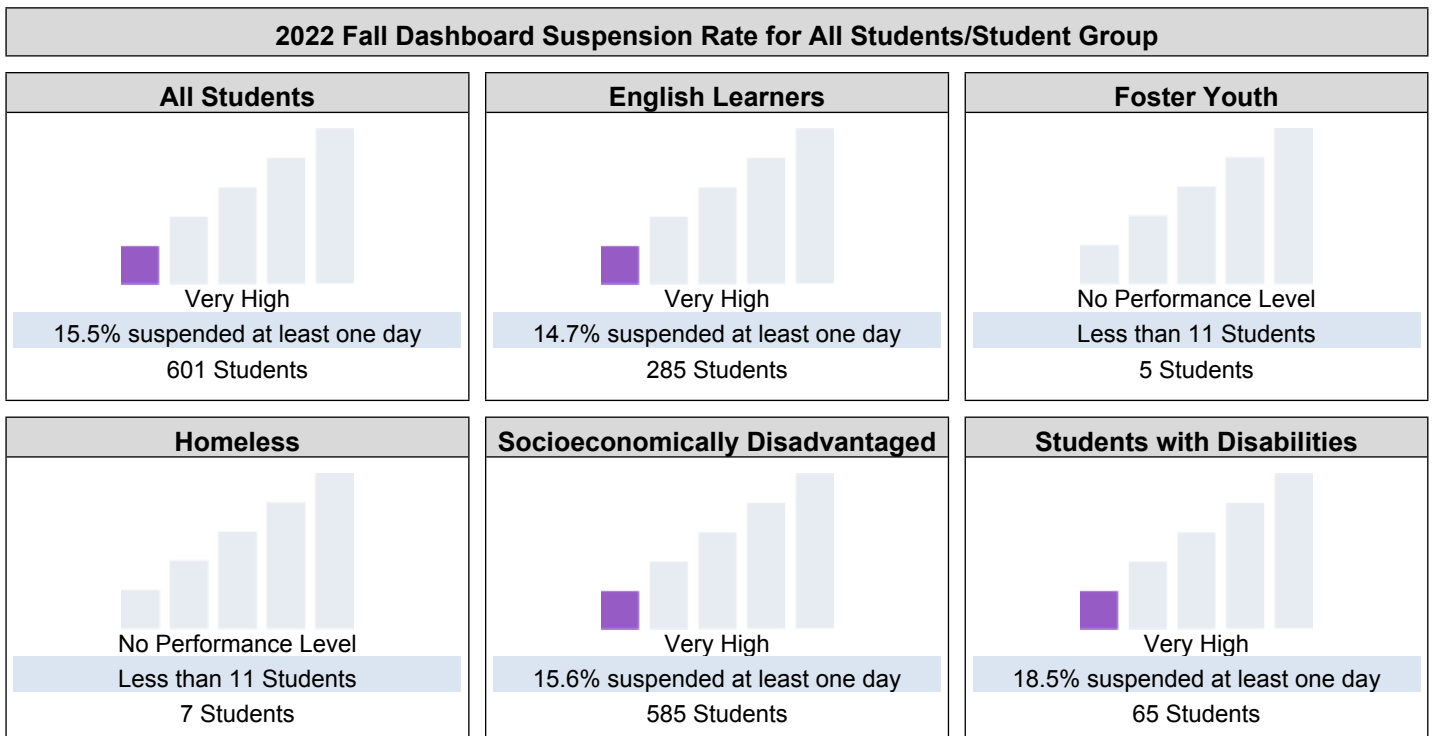 2022 Fall Dashboard Suspension Rate for All Students/Student Group
All Students
Very High
15.5% suspended at least one day
601 Students
English Learners
Very High
14.7% suspended at least one day
285 Students
Foster Youth
No Performance Level
Less than 11 Students
5 Students
Homeless
No Performance Level
Less than 11 Students
7 Students
Socioeconomically Disadvantaged
Very High
15.6% suspended at least one day
585 Students
Students with Disabilities
Very High
18.5% suspended at least one day
65 Students